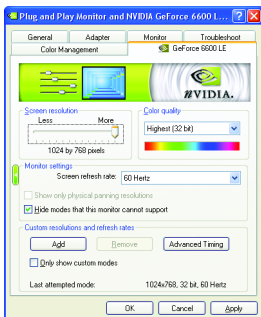 Plug and Play Monitor and NVIDIA GeForce 6600 L...
General Adapter Monitor Troubleshoot
Color Management GeForce 6600 LE
NVIDIA.
Screen resolution
Less More
1024 by 768 pixels
Color quality
Highest (32 bit)
Monitor settings
Screen refresh rate: 60 Hertz
Show only physical panning resolutions
Hide modes that this monitor cannot support
Custom resolutions and refresh rates
Add Remove Advanced Timing
Only show custom modes
Last attempted mode: 1024x768, 32 bit, 60 Hertz
OK Cancel Apply